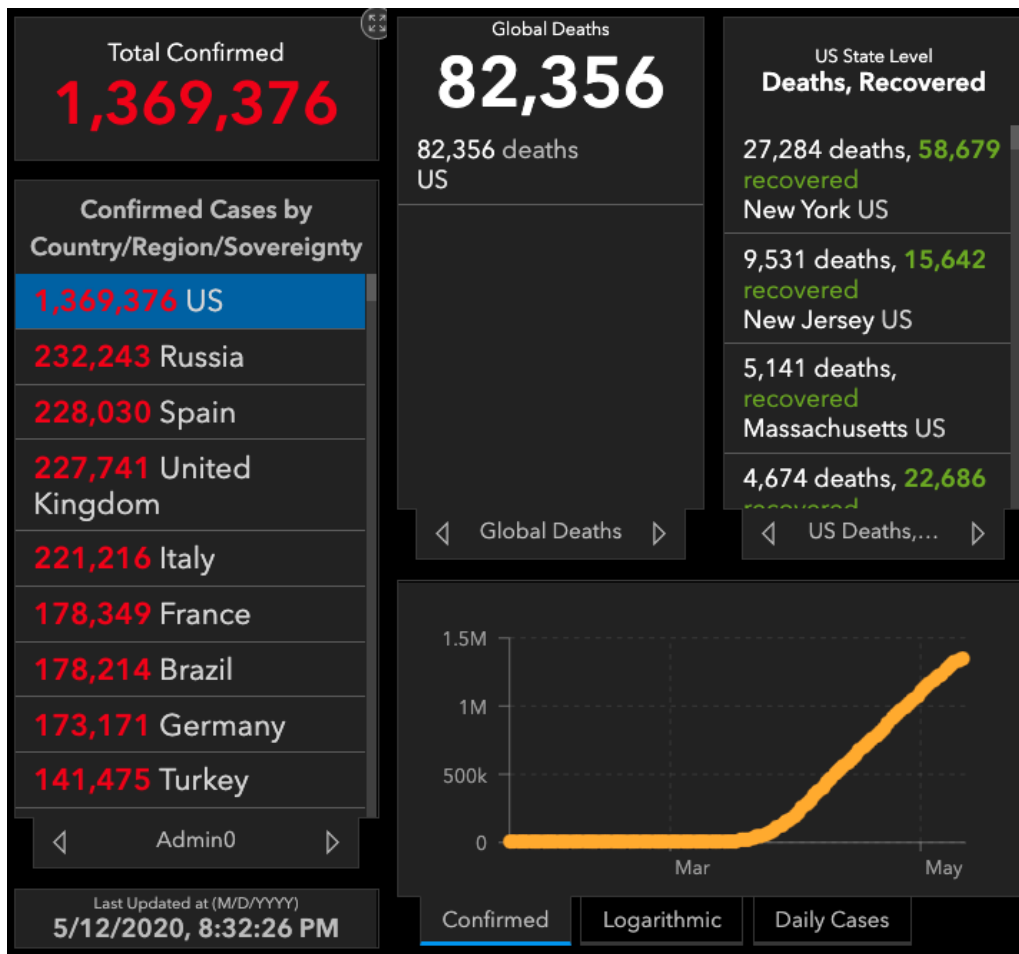 Total Confirmed
1,369,376
Confirmed Cases by
Country/Region/Sovereignty
1,369,376 US
232,243 Russia
228,030 Spain
227,741 United
Kingdom
221,216 Italy
178,349 France
178,214 Brazil
173,171 Germany
141,475 Turkey
Admin0
Last Updated at (M/D/YYYY)
5/12/2020, 8:32:26 PM
Global Deaths
82,356
82,356 deaths
US
Global Deaths
US State Level
Deaths, Recovered
27,284 deaths, 58,679
recovered
New York US
9,531 deaths, 15,642
recovered
New Jersey US
5,141 deaths,
recovered
Massachusetts US
4,674 deaths, 22,686
recovered
US Deaths,...
1.5M
1M
500k
0
Mar
May
Confirmed
Logarithmic
Daily Cases